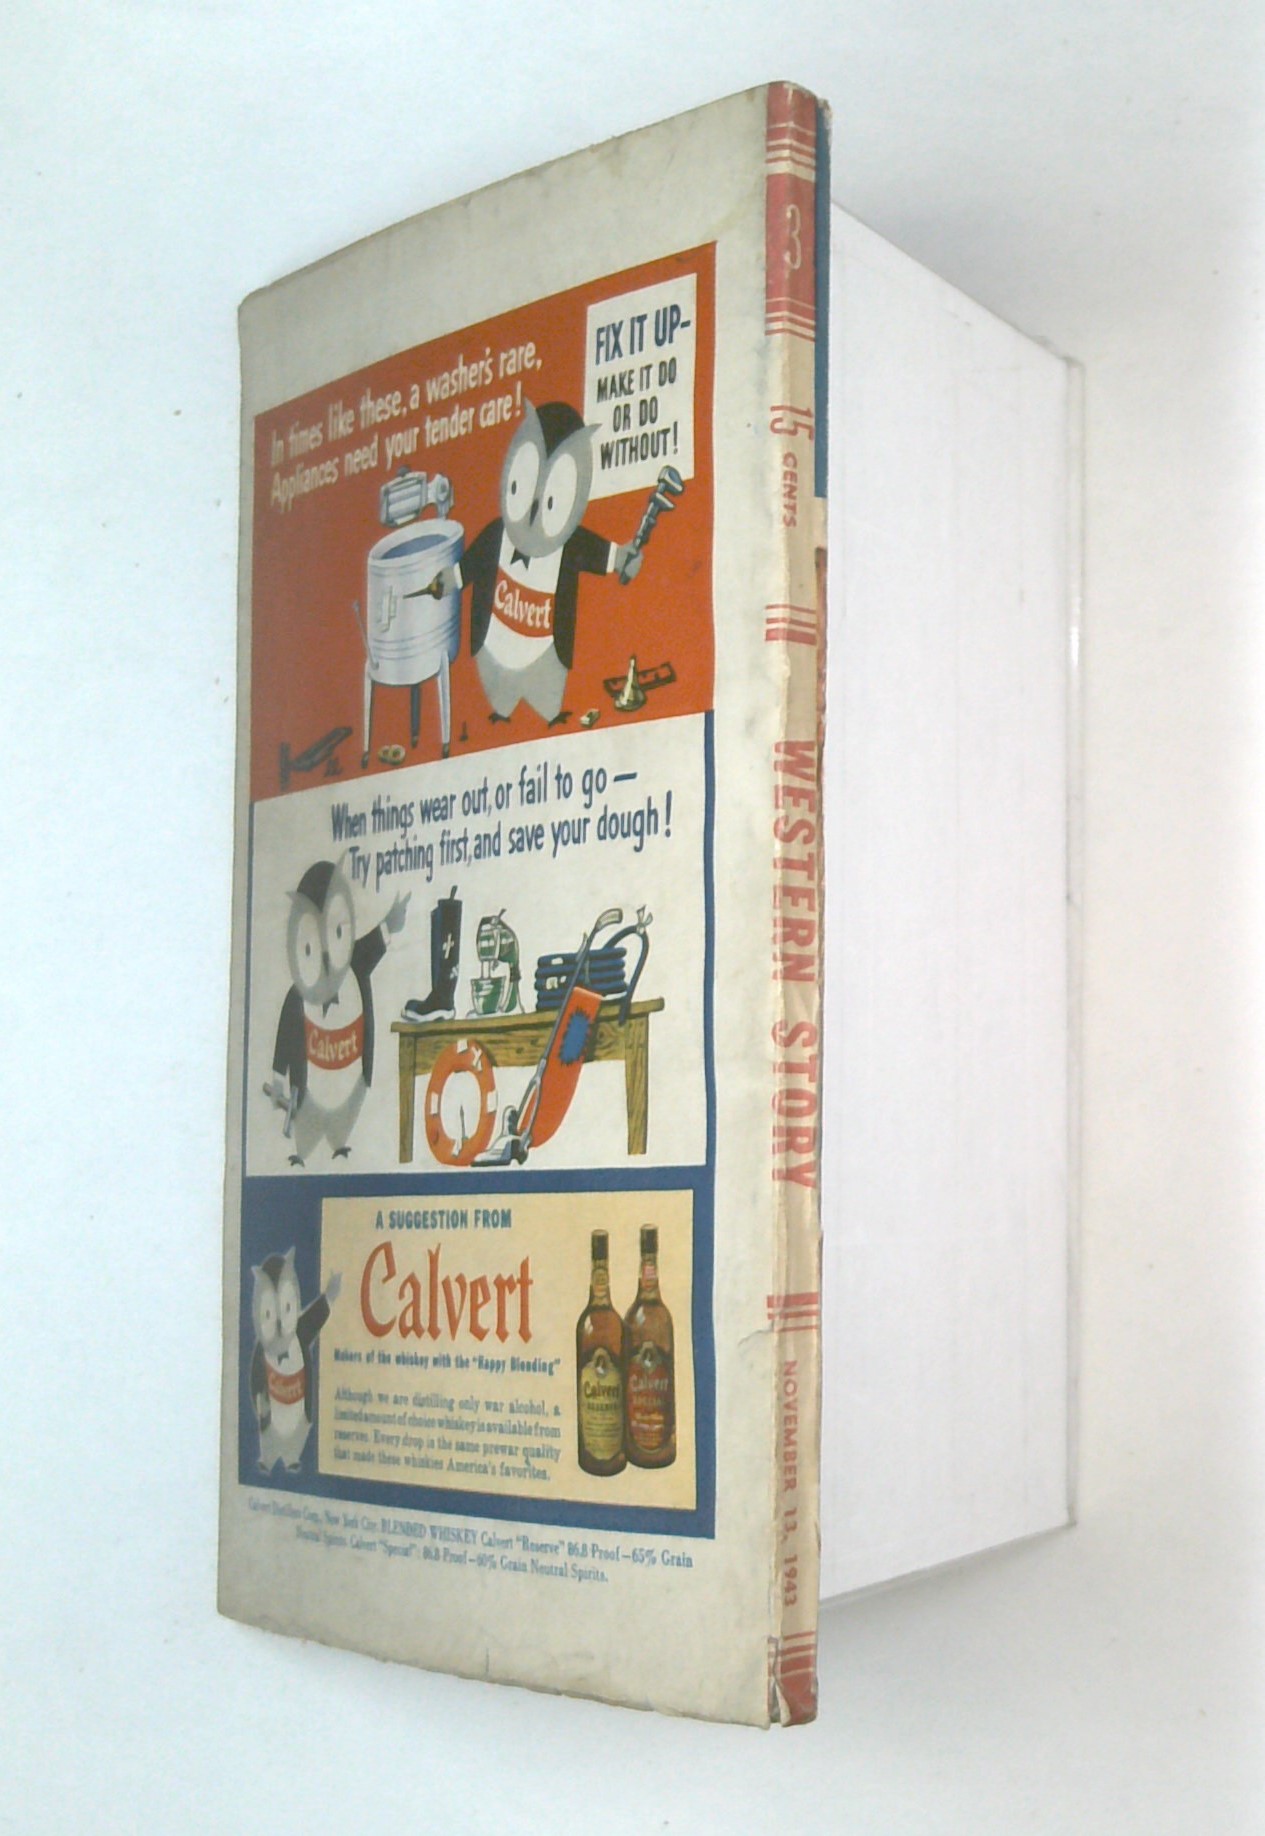 In times like these, a washer's rare,
Appliances need your tender care!
FIX IT UP-
MAKE IT DO
OR DO
WITHOUT!
Calvert
When things wear out, or fail to go —
Try patching first, and save your dough!
Calvert
A SUGGESTION FROM
Calvert
Makers of the whiskey with the "Happy Blending"
Although we are distilling only war alcohol, a
limited amount of choice whiskey is available from
reserves. Every drop is the same prewar quality
that made these whiskies America's favorites.
Calvert
Calvert
RESERVE
Calvert
SPECIAL
Calvert Distillers Corp., New York City. BLENDED WHISKEY Calvert "Reserve" 86.8 Proof—65% Grain
Neutral Spirits. Calvert "Special": 86.8 Proof—60% Grain Neutral Spirits.
15 CENTS
WESTERN STORY
NOVEMBER 13, 1943